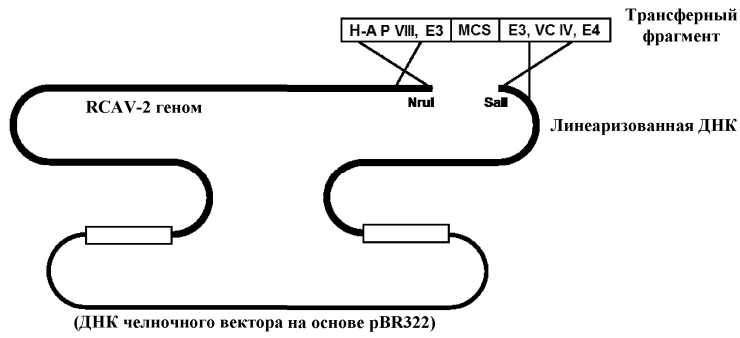 H-A P VIII, E3 MCS E3, VC IV, E4
Трансферный
фрагмент
RCAV-2 геном
NruI SalI
Линеаризованная ДНК
(ДНК челночного вектора на основе pBR322)